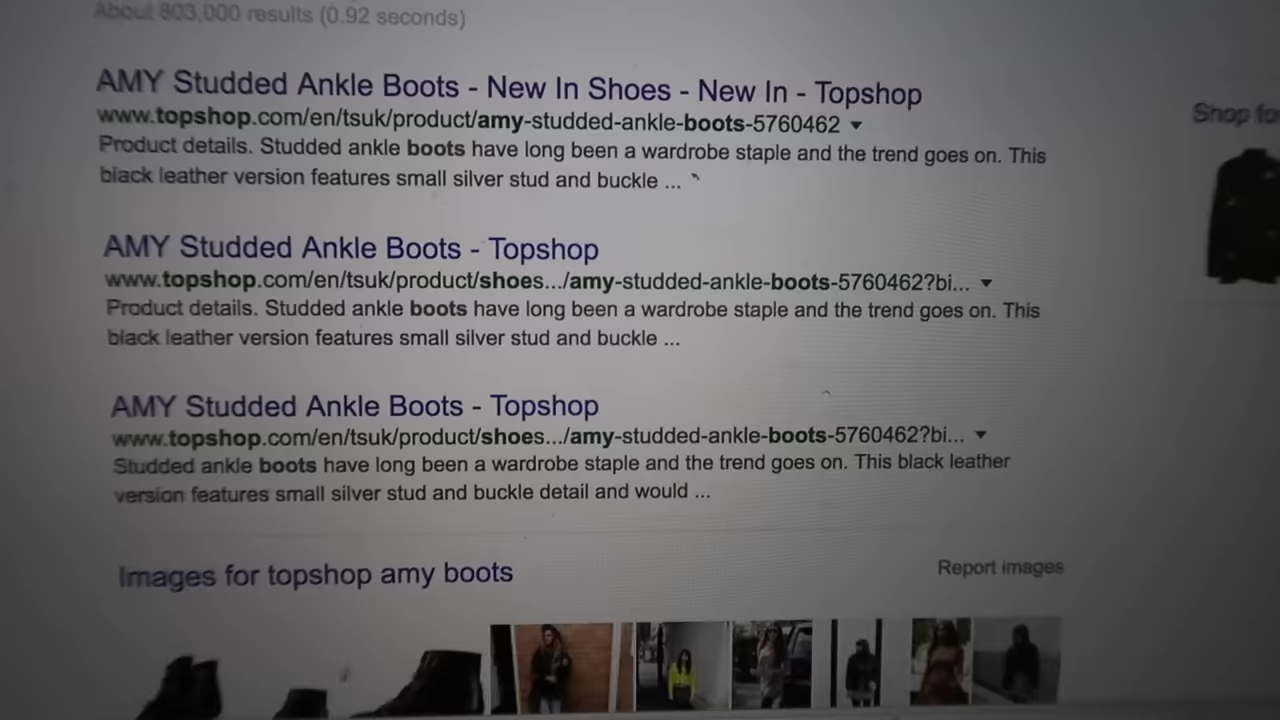 About 803,000 results (0.92 seconds)
AMY Studded Ankle Boots - New In Shoes - New In - Topshop
www.topshop.com/en/tsuk/product/amy-studded-ankle-boots-5760462
Product details. Studded ankle boots have long been a wardrobe staple and the trend goes on. This
black leather version features small silver stud and buckle ...
Shop fo
AMY Studded Ankle Boots - Topshop
www.topshop.com/en/tsuk/product/shoes.../amy-studded-ankle-boots-5760462?bi...
Product details. Studded ankle boots have long been a wardrobe staple and the trend goes on. This
black leather version features small silver stud and buckle ...
AMY Studded Ankle Boots - Topshop
www.topshop.com/en/tsuk/product/shoes.../amy-studded-ankle-boots-5760462?bi...
Studded ankle boots have long been a wardrobe staple and the trend goes on. This black leather
version features small silver stud and buckle detail and would ...
Images for topshop amy boots
Report images